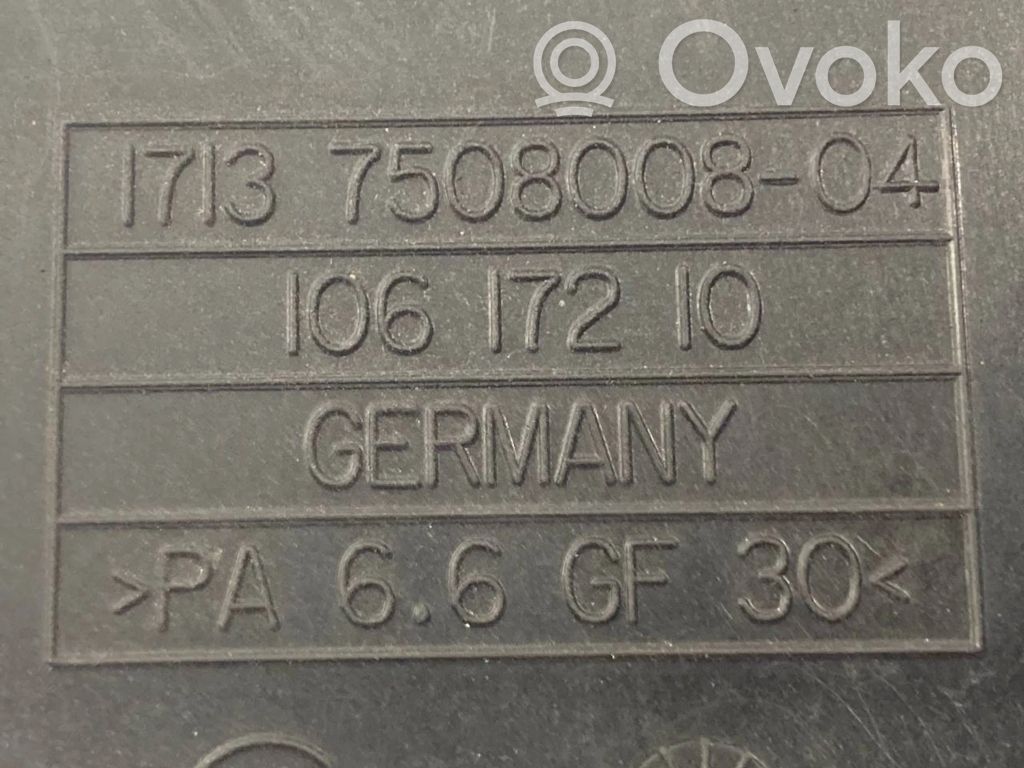 Ovoko
1713 7508008-04
106 172 10
GERMANY
>PA 6.6 GF 30<